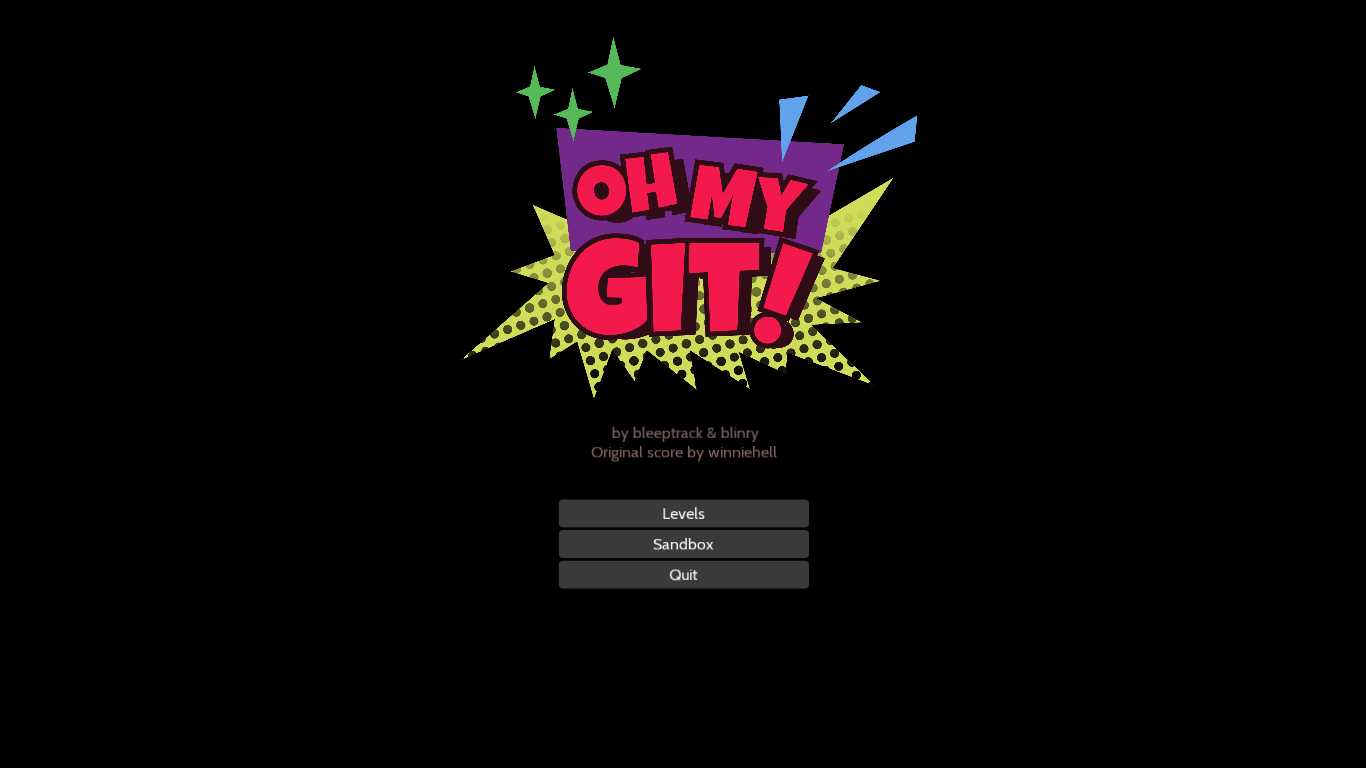 OH MY
GIT!
by bleeptrack & blinry
Original score by winniehell
Levels
Sandbox
Quit